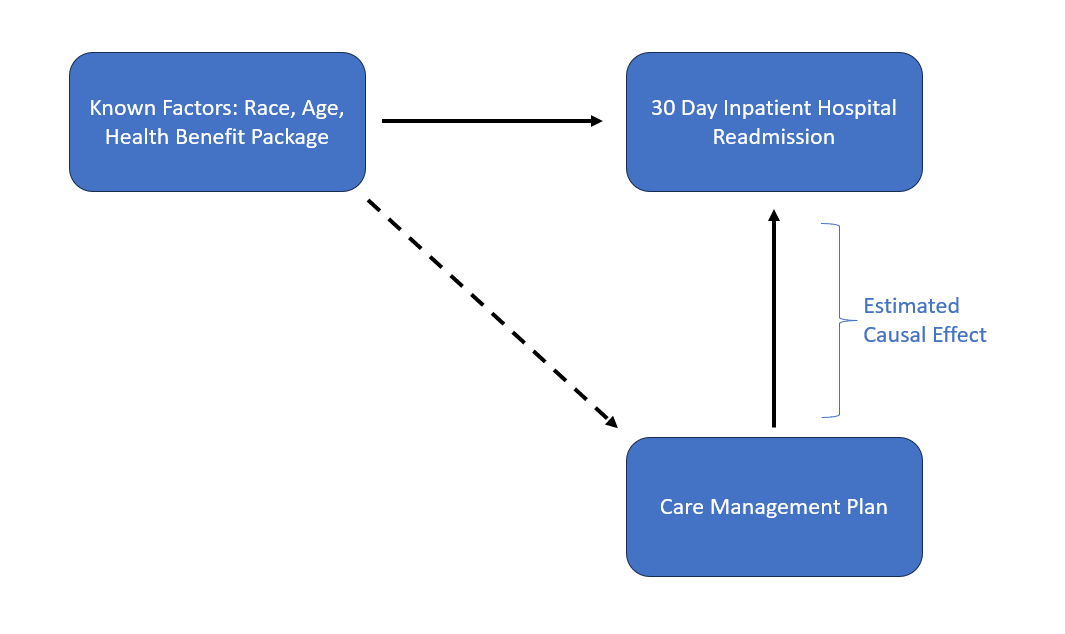 Known Factors: Race, Age,
Health Benefit Package
30 Day Inpatient Hospital
Readmission
Estimated
Causal Effect
Care Management Plan